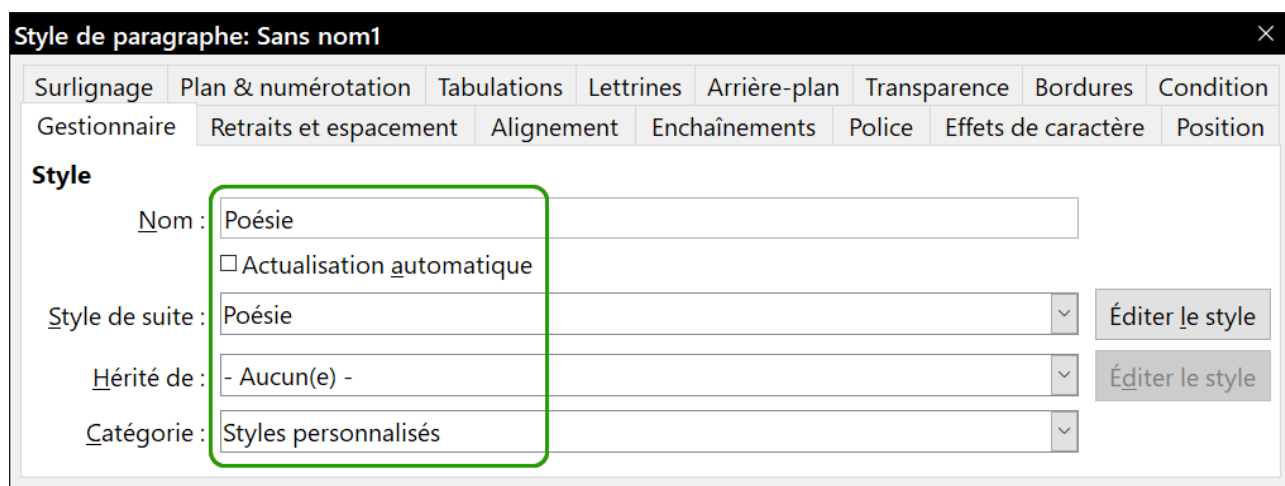 Style de paragraphe: Sans nom1
Surlignage Plan & numérotation Tabulations Lettrines Arrière-plan Transparence Bordures Condition
Gestionnaire Retraits et espacement Alignement Enchaînements Police Effets de caractère Position
Style
Nom : Poésie
Actualisation automatique
Style de suite : Poésie Éditer le style
Hérité de : - Aucun(e) - Éditer le style
Catégorie : Styles personnalisés